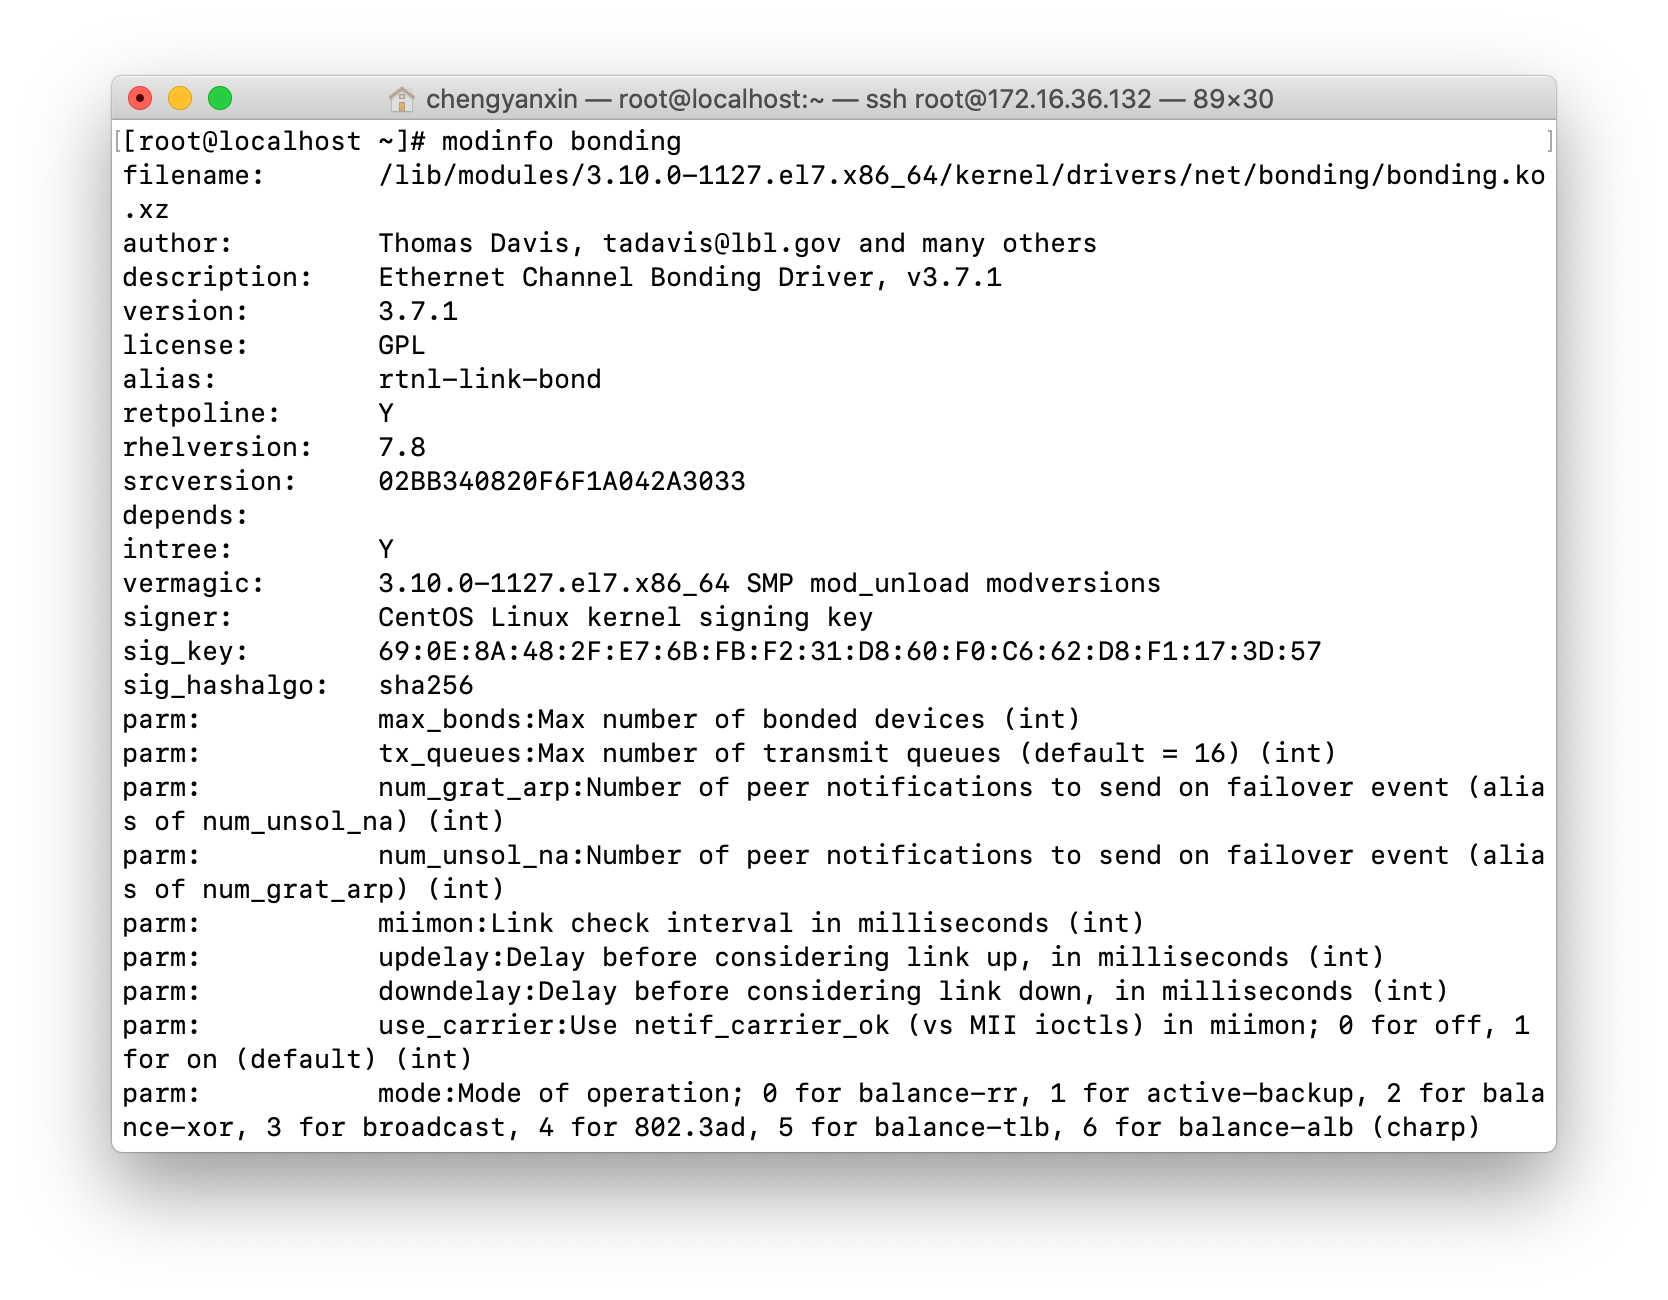 chengyanxin — root@localhost:~ — ssh root@172.16.36.132 — 89×30
[root@localhost ~]# modinfo bonding
filename:       /lib/modules/3.10.0-1127.el7.x86_64/kernel/drivers/net/bonding/bonding.ko
.xz
author:         Thomas Davis, tadavis@lbl.gov and many others
description:    Ethernet Channel Bonding Driver, v3.7.1
version:        3.7.1
license:        GPL
alias:          rtnl-link-bond
retpoline:      Y
rhelversion:    7.8
srcversion:     02BB340820F6F1A042A3033
depends:
intree:         Y
vermagic:       3.10.0-1127.el7.x86_64 SMP mod_unload modversions
signer:         CentOS Linux kernel signing key
sig_key:        69:0E:8A:48:2F:E7:6B:FB:F2:31:D8:60:F0:C6:62:D8:F1:17:3D:57
sig_hashalgo:   sha256
parm:           max_bonds:Max number of bonded devices (int)
parm:           tx_queues:Max number of transmit queues (default = 16) (int)
parm:           num_grat_arp:Number of peer notifications to send on failover event (alia
s of num_unsol_na) (int)
parm:           num_unsol_na:Number of peer notifications to send on failover event (alia
s of num_grat_arp) (int)
parm:           miimon:Link check interval in milliseconds (int)
parm:           updelay:Delay before considering link up, in milliseconds (int)
parm:           downdelay:Delay before considering link down, in milliseconds (int)
parm:           use_carrier:Use netif_carrier_ok (vs MII ioctls) in miimon; 0 for off, 1
for on (default) (int)
parm:           mode:Mode of operation; 0 for balance-rr, 1 for active-backup, 2 for bala
nce-xor, 3 for broadcast, 4 for 802.3ad, 5 for balance-tlb, 6 for balance-alb (charp)